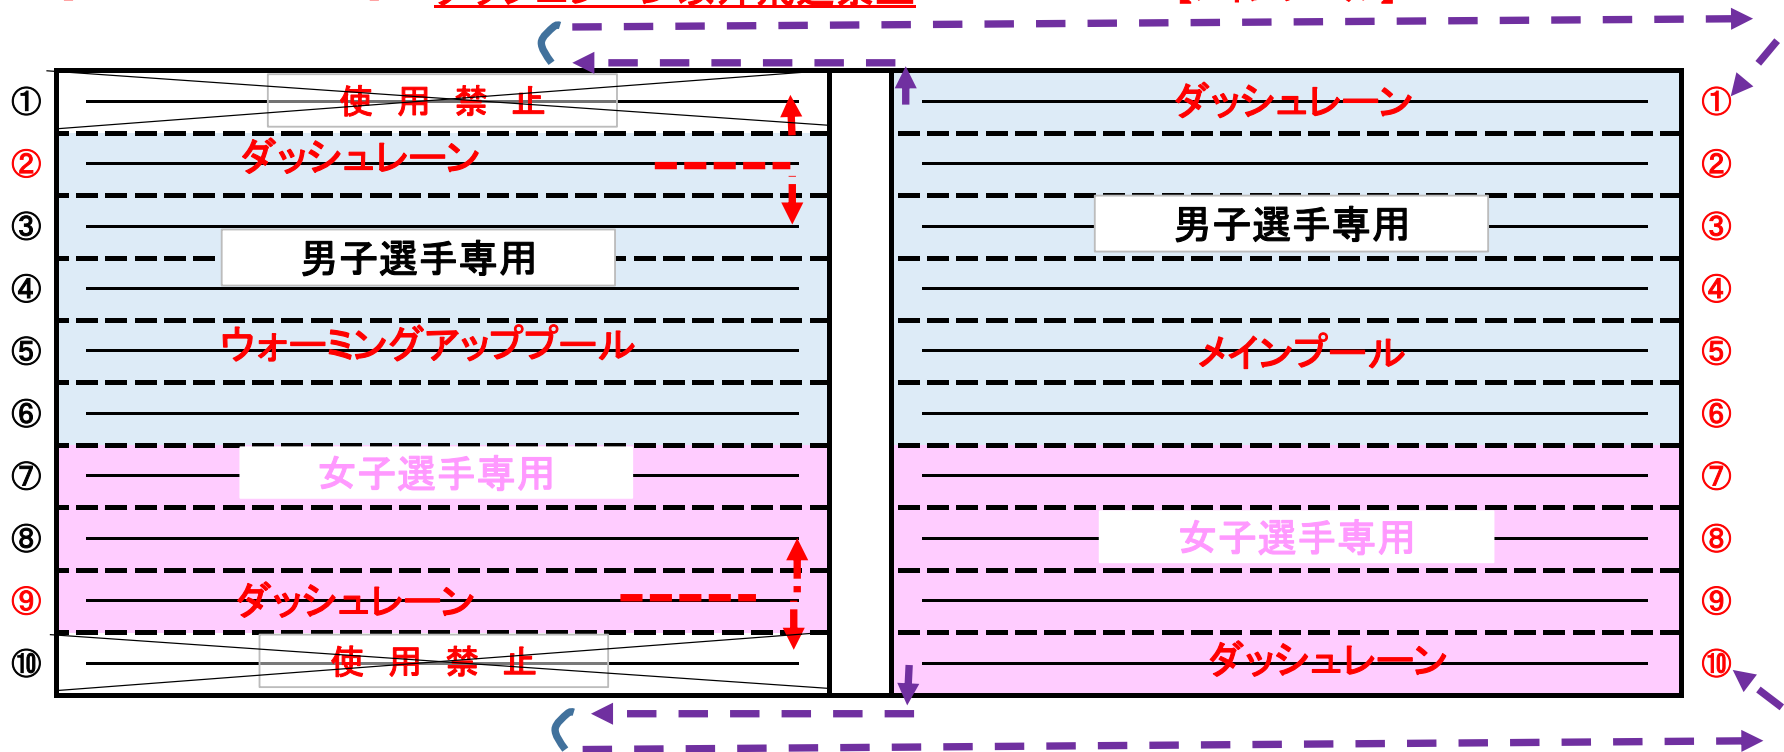 ①
使 用 禁 止
ダッシュレーン
①
②
ダッシュレーン
②
③
男子選手専用
男子選手専用
③
④
④
⑤
ウォーミングアッププール
メインプール
⑤
⑥
⑥
⑦
女子選手専用
⑦
⑧
女子選手専用
⑧
⑨
ダッシュレーン
⑨
⑩
使 用 禁 止
ダッシュレーン
⑩